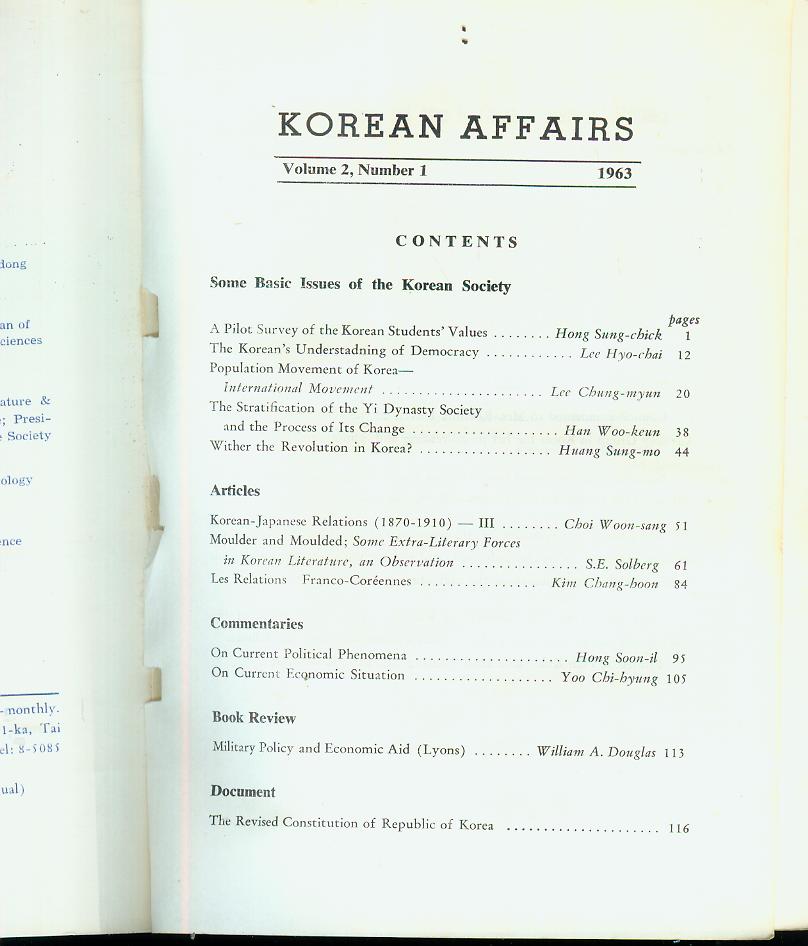 dong
an of
ciences
ature &
; Presi-
Society
ology
ence
-monthly.
1-ka, Tai
el: 8-5085
ual)
KOREAN AFFAIRS
Volume 2, Number 1 1963
CONTENTS
Some Basic Issues of the Korean Society
pages
A Pilot Survey of the Korean Students' Values ........ Hong Sung-chick 1
The Korean's Understadning of Democracy ............ Lee Hyo-chai 12
Population Movement of Korea—
International Movement ...................... Lee Chung-myun 20
The Stratification of the Yi Dynasty Society
and the Process of Its Change .................... Han Woo-keun 38
Wither the Revolution in Korea? .................. Huang Sung-mo 44
Articles
Korean-Japanese Relations (1870-1910) — III ........ Choi Woon-sang 51
Moulder and Moulded; Some Extra-Literary Forces
in Korean Literature, an Observation ................ S.E. Solberg 61
Les Relations Franco-Coréennes ................ Kim Chang-hoon 84
Commentaries
On Current Political Phenomena ..................... Hong Soon-il 95
On Current Economic Situation ................... Yoo Chi-hyung 105
Book Review
Military Policy and Economic Aid (Lyons) ........ William A. Douglas 113
Document
The Revised Constitution of Republic of Korea ..................... 116